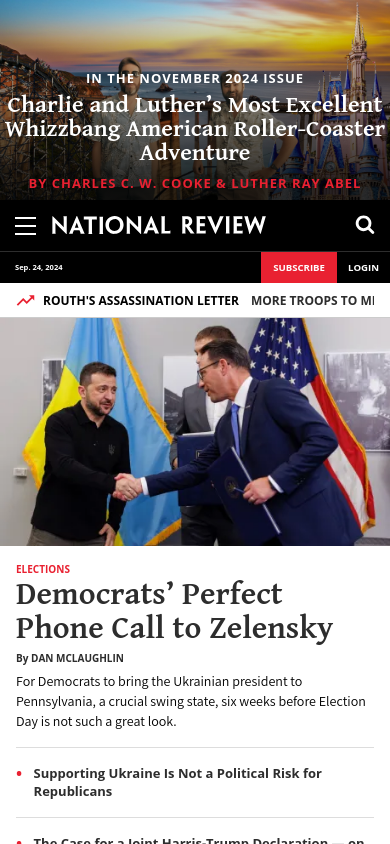 IN THE NOVEMBER 2024 ISSUE
Charlie and Luther’s Most Excellent
Whizzbang American Roller-Coaster
Adventure
BY CHARLES C. W. COOKE & LUTHER RAY ABEL
NATIONAL REVIEW
Sep. 24, 2024
SUBSCRIBE
LOGIN
ROUTH'S ASSASSINATION LETTER
MORE TROOPS TO
ELECTIONS
Democrats’ Perfect
Phone Call to Zelensky
By DAN MCLAUGHLIN
For Democrats to bring the Ukrainian president to
Pennsylvania, a crucial swing state, six weeks before Election
Day is not such a great look.
Supporting Ukraine Is Not a Political Risk for
Republicans
The Case for a Joint Harris-Trump Declaration — on